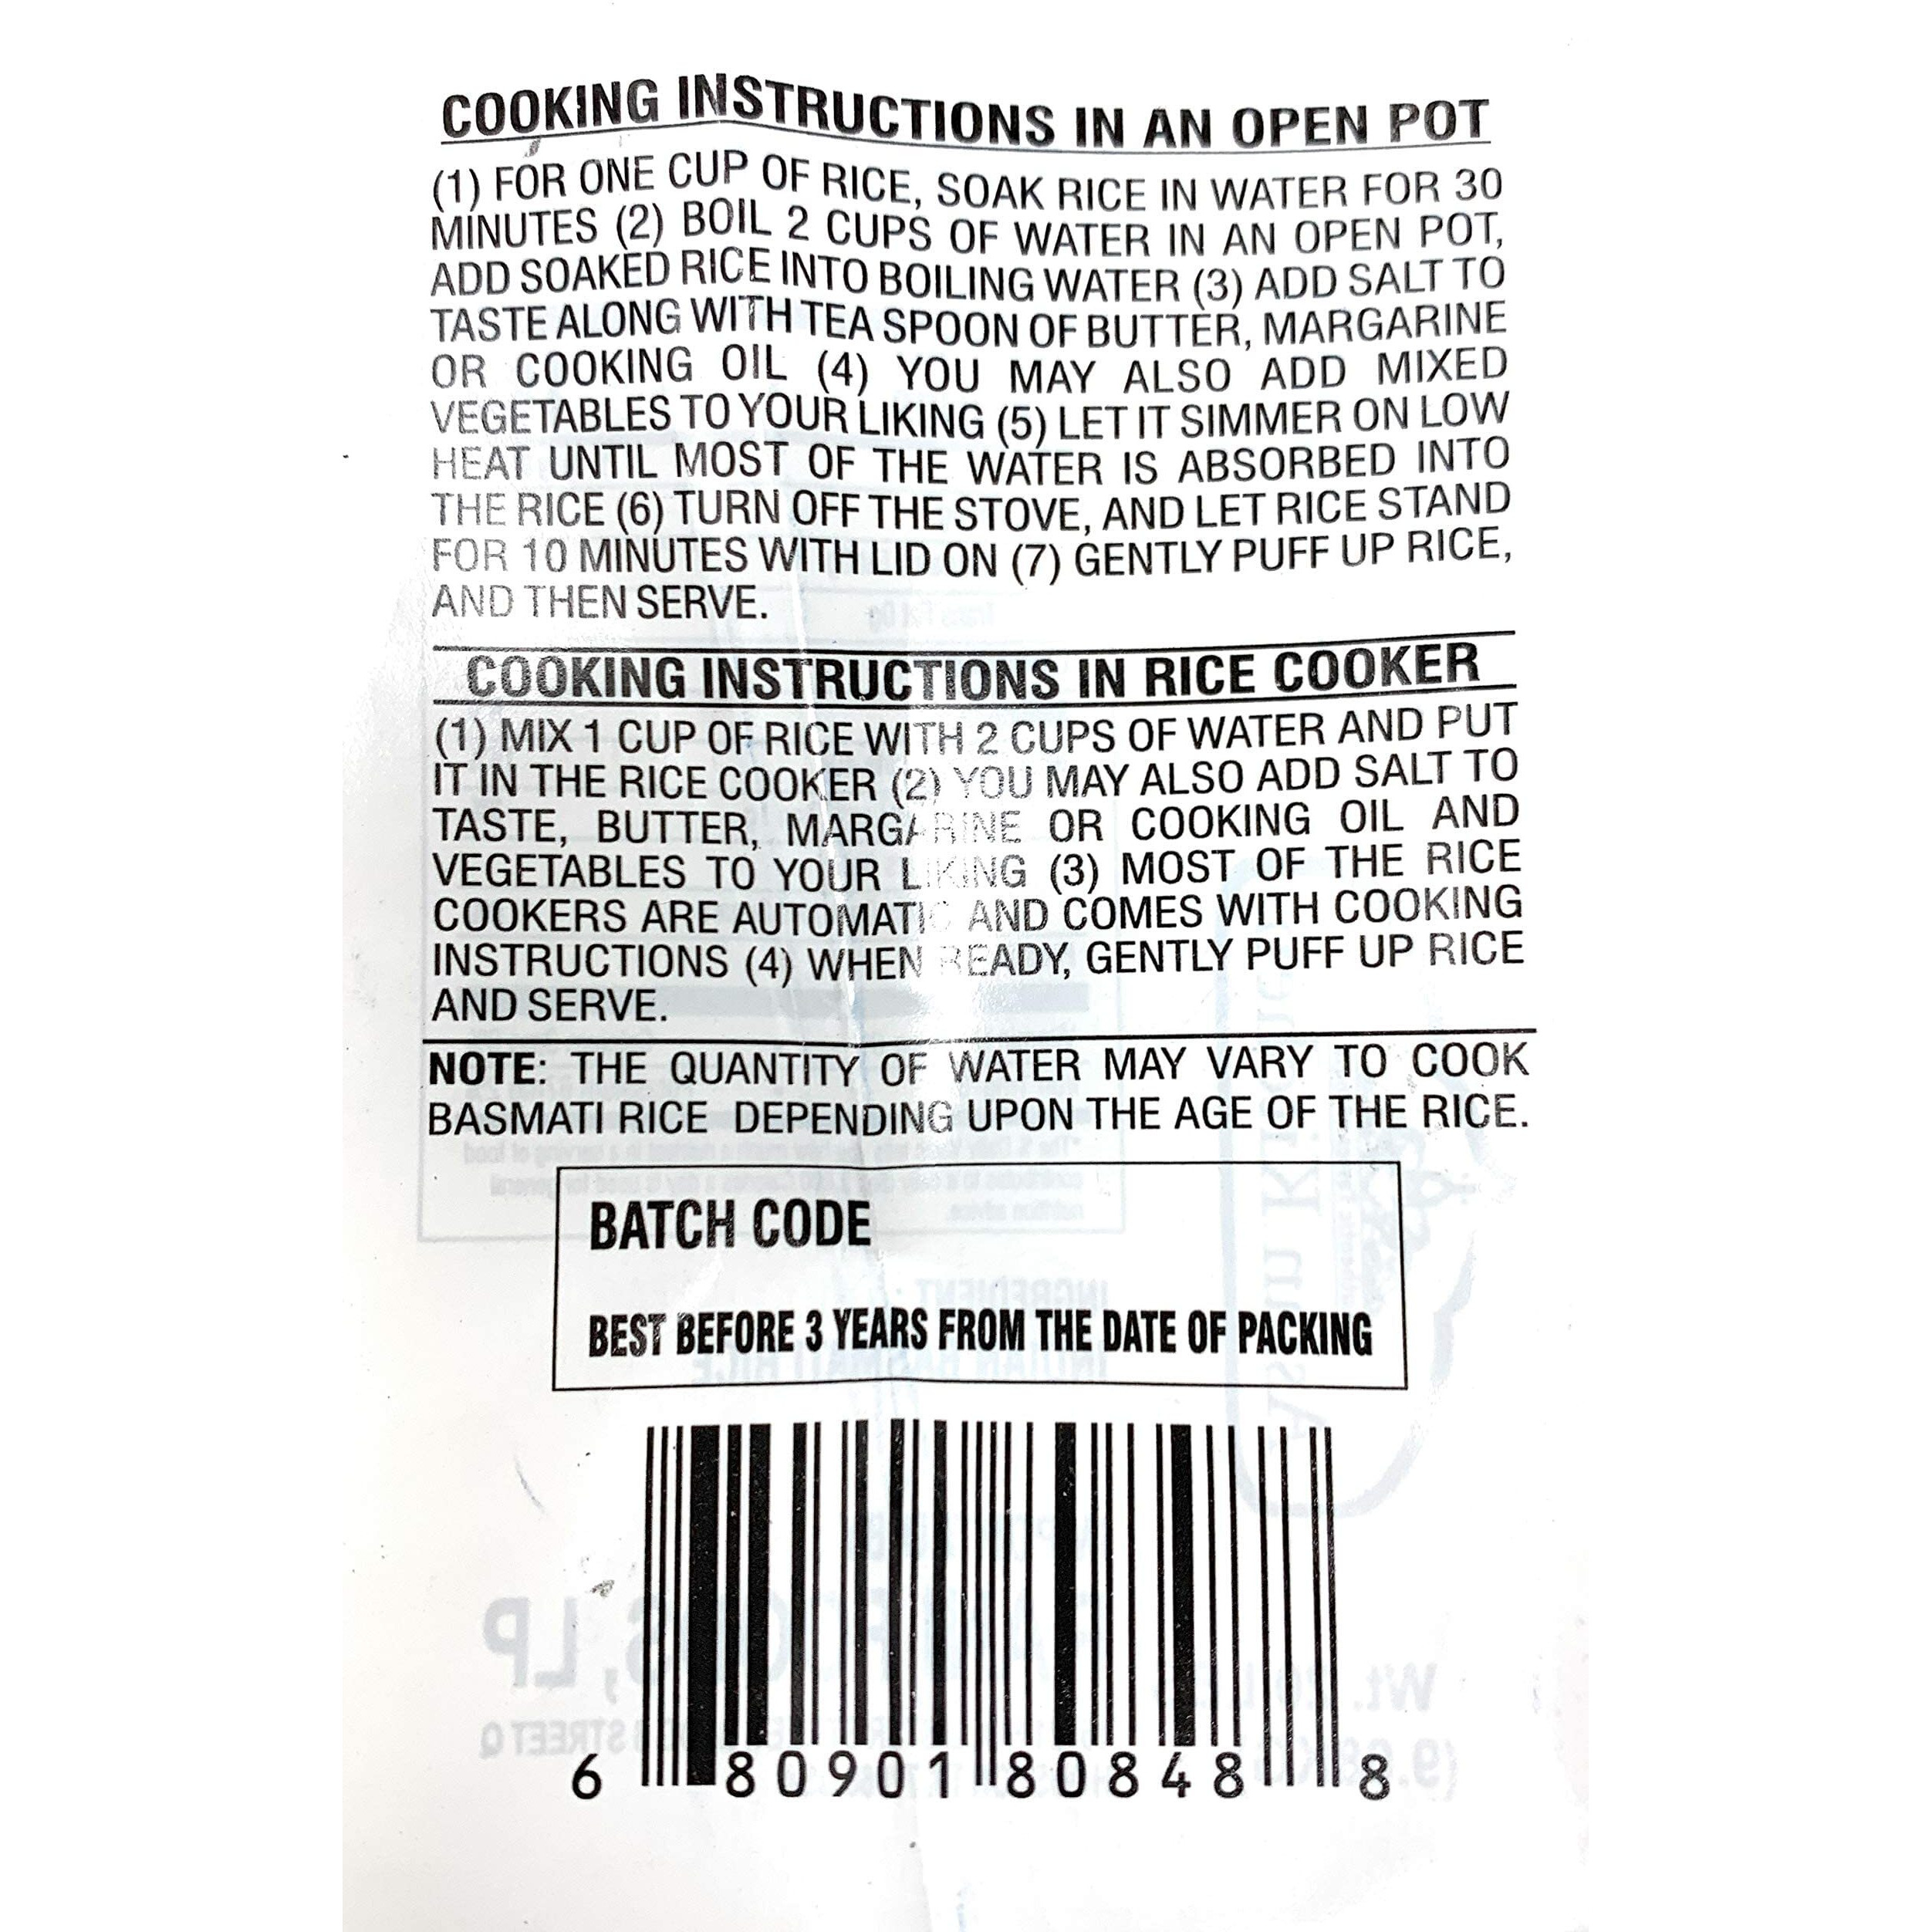 COOKING INSTRUCTIONS IN AN OPEN POT
(1) FOR ONE CUP OF RICE, SOAK RICE IN WATER FOR 30
MINUTES (2) BOIL 2 CUPS OF WATER IN AN OPEN POT,
ADD SOAKED RICE INTO BOILING WATER (3) ADD SALT TO
TASTE ALONG WITH TEA SPOON OF BUTTER, MARGARINE
OR COOKING OIL (4) YOU MAY ALSO ADD MIXED
VEGETABLES TO YOUR LIKING (5) LET IT SIMMER ON LOW
HEAT UNTIL MOST OF THE WATER IS ABSORBED INTO
THE RICE (6) TURN OFF THE STOVE, AND LET RICE STAND
FOR 10 MINUTES WITH LID ON (7) GENTLY PUFF UP RICE,
AND THEN SERVE.
COOKING INSTRUCTIONS IN RICE COOKER
(1) MIX 1 CUP OF RICE WITH 2 CUPS OF WATER AND PUT
IT IN THE RICE COOKER (2) YOU MAY ALSO ADD SALT TO
TASTE, BUTTER, MARGARINE OR COOKING OIL AND
VEGETABLES TO YOUR LIKING (3) MOST OF THE RICE
COOKERS ARE AUTOMATIC AND COMES WITH COOKING
INSTRUCTIONS (4) WHEN READY, GENTLY PUFF UP RICE
AND SERVE.
NOTE: THE QUANTITY OF WATER MAY VARY TO COOK
BASMATI RICE DEPENDING UPON THE AGE OF THE RICE.
BATCH CODE
BEST BEFORE 3 YEARS FROM THE DATE OF PACKING
6 80901 80848 8